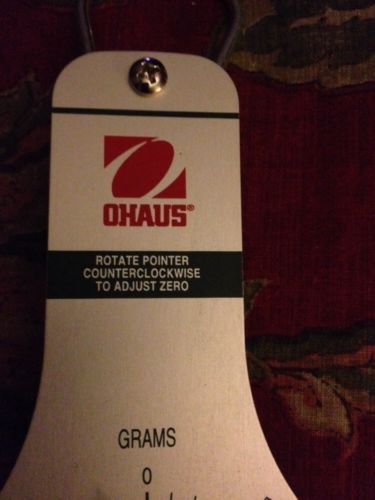 OHAUS®
ROTATE POINTER
COUNTERCLOCKWISE
TO ADJUST ZERO
GRAMS
0